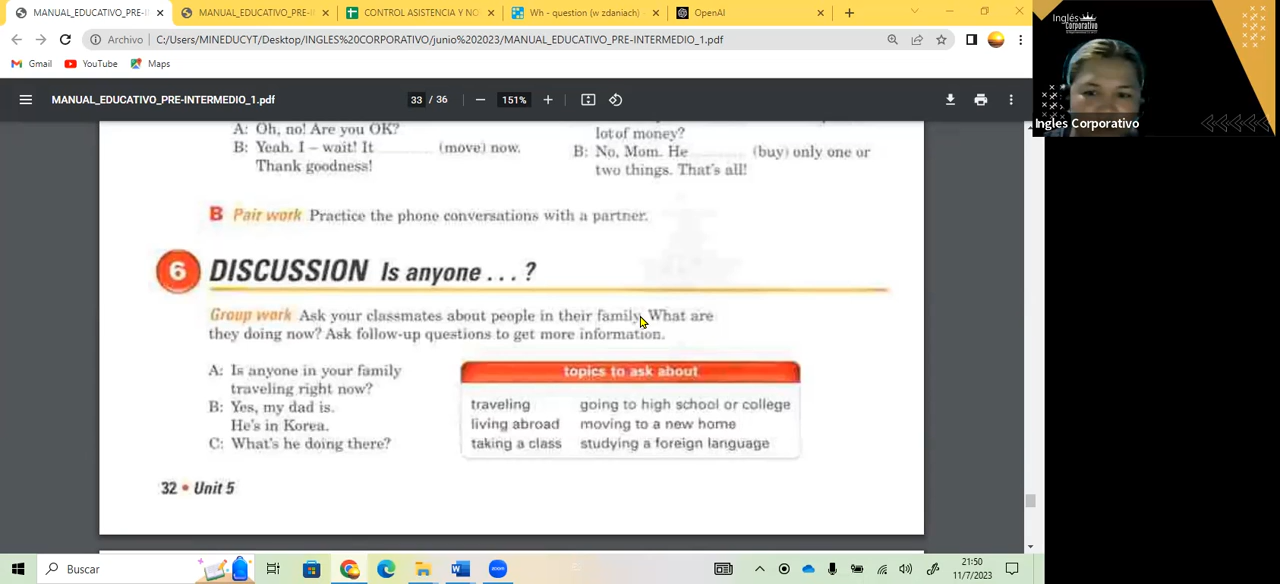 MANUAL_EDUCATIVO_PRE-I
MANUAL_EDUCATIVO_PRE-
CONTROL ASISTENCIA Y NO
Wh - question (w zdaniach)
OpenAI
Archivo
C:/Users/MINEDUCYT/Desktop/INGLES%20CORPORATIVO/junio%202023/MANUAL_EDUCATIVO_PRE-INTERMEDIO_1.pdf
Gmail
YouTube
Maps
MANUAL_EDUCATIVO_PRE-INTERMEDIO_1.pdf
33 / 36
151%
A: Oh, no! Are you OK?
B: Yeah. I – wait! It ______ (move) now.
Thank goodness!
lot of money?
B: No, Mom. He ______ (buy) only one or
two things. That's all!
B Pair work Practice the phone conversations with a partner.
6 DISCUSSION Is anyone . . . ?
Group work Ask your classmates about people in their family. What are
they doing now? Ask follow-up questions to get more information.
A: Is anyone in your family
traveling right now?
B: Yes, my dad is.
He's in Korea.
C: What's he doing there?
topics to ask about
traveling going to high school or college
living abroad moving to a new home
taking a class studying a foreign language
32 • Unit 5
Inglés
Corporativo
Ingles Corporativo
Buscar
21:50
11/7/2023